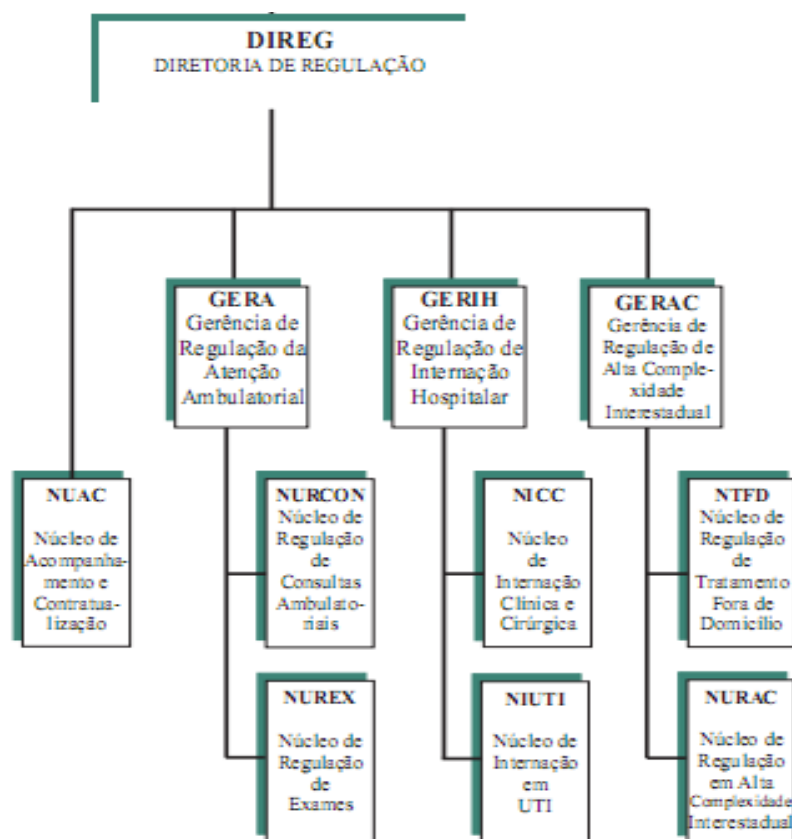 DIREG
DIRETORIA DE REGULAÇÃO
GERA
Gerência de
Regulação da
Atenção
Ambulatorial
GERIH
Gerência de
Regulação de
Internação
Hospitalar
GERAC
Gerência de
Regulação de
Alta Comple-
xidade
Interestadual
NUAC
Núcleo de
Acompanha-
mento e
Contratua-
lização
NURCON
Núcleo de
Regulação
de
Consultas
Ambulato-
riais
NICC
Núcleo
de
Internação
Clínica e
Cirúrgica
NTFD
Núcleo de
Regulação
de
Tratamento
Fora de
Domicílio
NUREX
Núcleo de
Regulação
de
Exames
NIUTI
Núcleo de
Internação
em
UTI
NURAC
Núcleo de
Regulação
em Alta
Complexidade
Interestadual